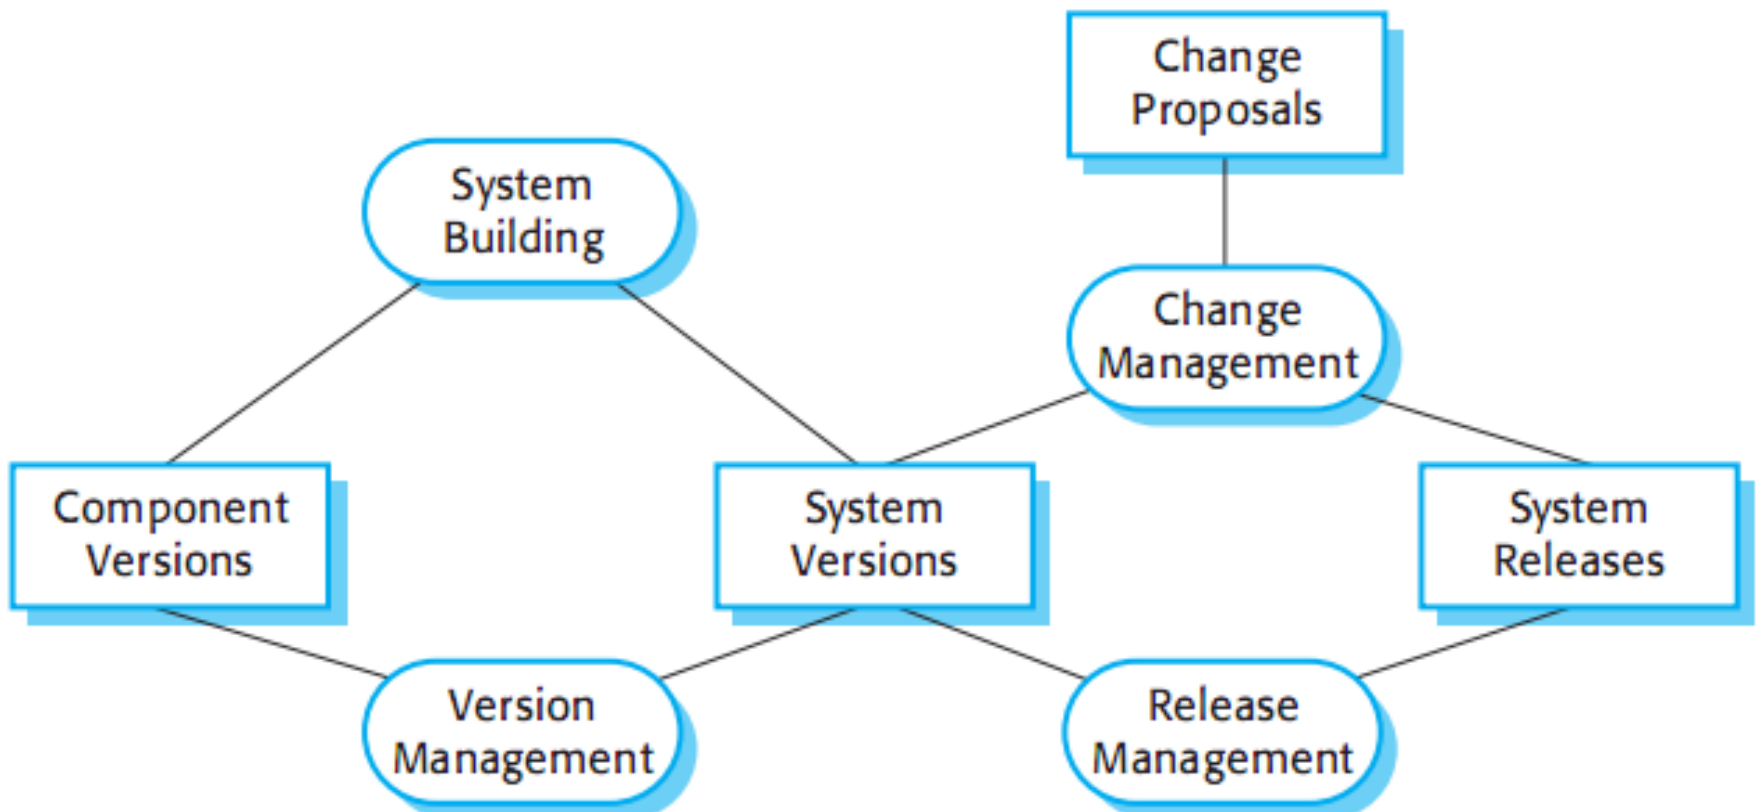 Change
Proposals
System
Building
Change
Management
Component
Versions
System
Versions
System
Releases
Version
Management
Release
Management